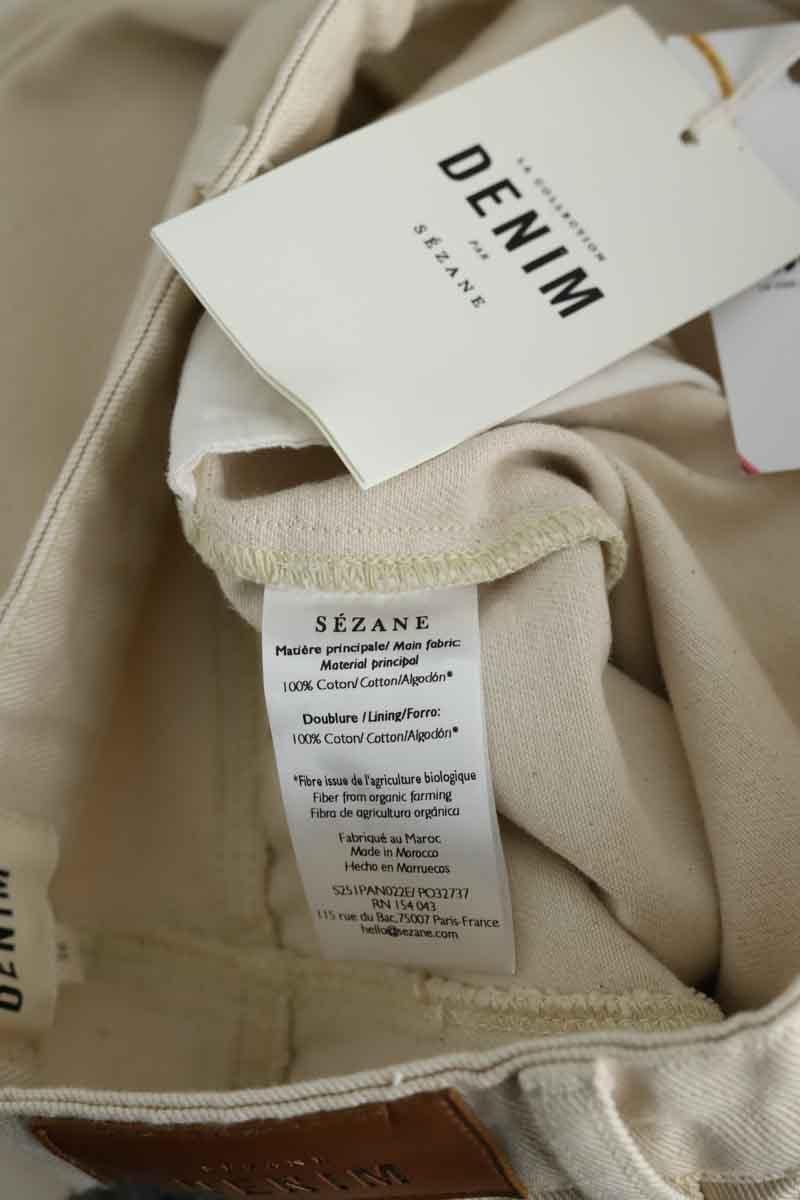 LA COLLECTION
DENIM
PAR
SÉZANE
SÉZANE
Matière principale/ Main fabric:
Material principal
100% Coton/ Cotton/Algodón*
Doublure /Lining/Forro:
100% Coton/ Cotton/Algodón*
*Fibre issue de l'agriculture biologique
Fiber from organic farming
Fibra de agricultura orgánica
Fabriqué au Maroc
Made in Morocco
Hecho en Marruecos
S251PAN022E/ PO32737
RN 154 043
115 rue du Bac,75007 Paris-France
hello@sezane.com
DENIM
SÉZANE
DENIM